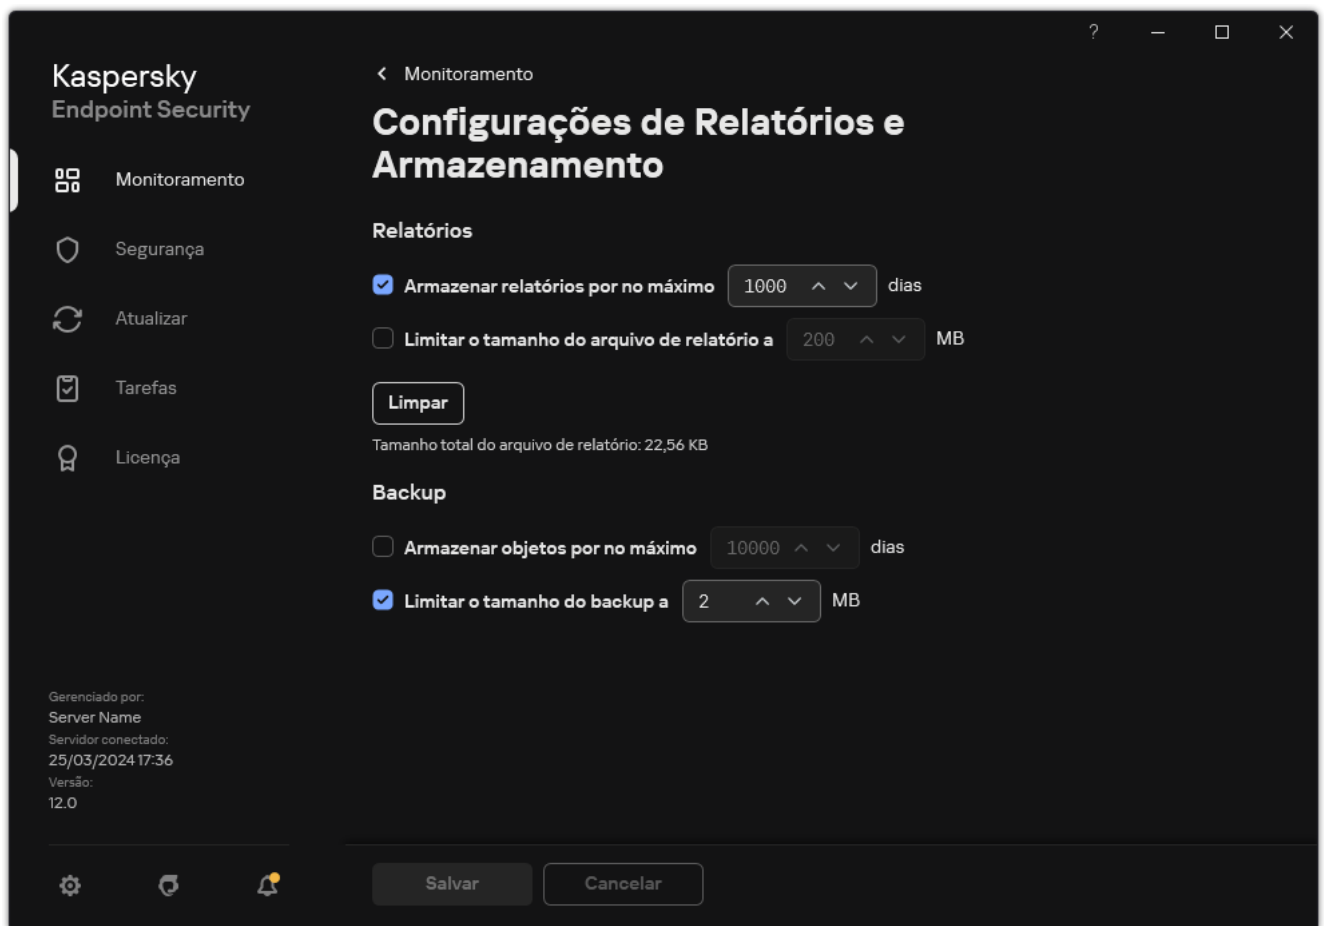 ?
Kaspersky
Endpoint Security
Monitoramento
Segurança
Atualizar
Tarefas
Licença
Gerenciado por:
Server Name
Servidor conectado:
25/03/2024 17:36
Versão:
12.0
Monitoramento
Configurações de Relatórios e
Armazenamento
Relatórios
Armazenar relatórios por no máximo 1000 dias
Limitar o tamanho do arquivo de relatório a 200 MB
Limpar
Tamanho total do arquivo de relatório: 22,56 KB
Backup
Armazenar objetos por no máximo 10000 dias
Limitar o tamanho do backup a 2 MB
Salvar Cancelar